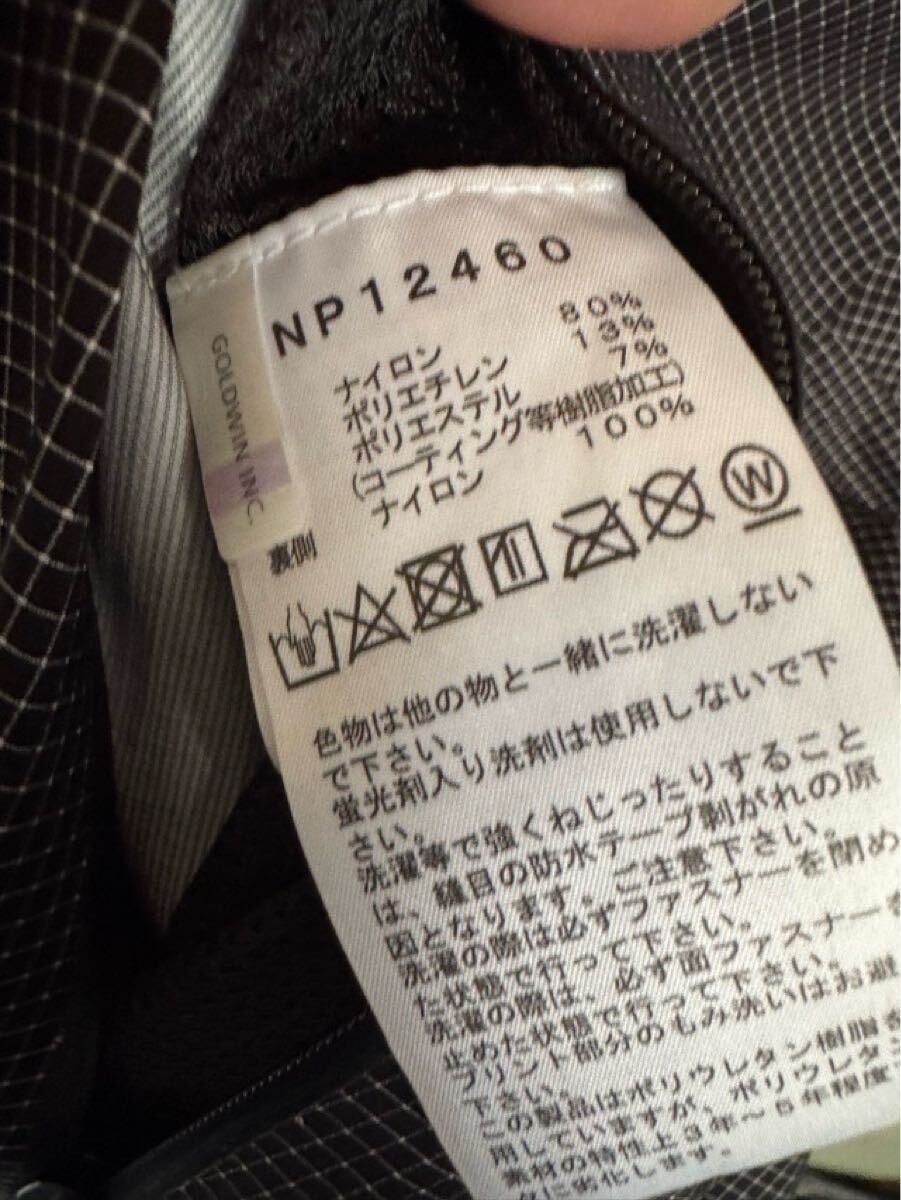 GOLDWIN INC.
NP12460
ナイロン 80%
ポリエチレン 13%
ポリエステル 7%
(コーティング等樹脂加工)
ナイロン 100%
裏側
W
色物は他の物と一緒に洗濯しない
で下さい。
蛍光剤入り洗剤は使用しないで下
さい。
洗濯等で強くねじったりすること
は、縫目の防水テープ剥がれの原
因となります。ご注意下さい。
洗濯の際は必ずファスナーを閉め
た状態で行って下さい。
洗濯の際は、必ず面ファスナーを
止めた状態で行って下さい。
プリント部分のもみ洗いはお避
下さい。
この製品はポリウレタン樹脂を
用していますが、ポリウレタン
素材の特性上3年～5年程度
劣化します。